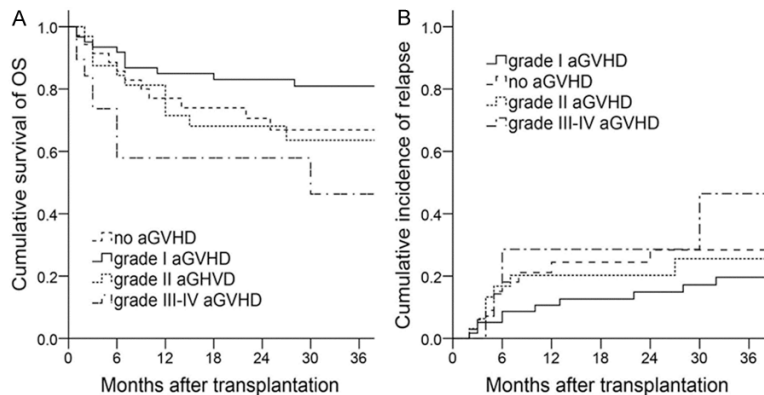 A
Cumulative survival of OS
1.0
0.8
0.6
0.4
0.2
0.0
no aGVHD
grade I aGVHD
grade II aGHVD
grade III-IV aGVHD
0 6 12 18 24 30 36
Months after transplantation
B
Cumulative incidence of relapse
1.0
0.8
0.6
0.4
0.2
0.0
grade I aGVHD
no aGVHD
grade II aGVHD
grade III-IV aGVHD
0 6 12 18 24 30 36
Months after transplantation